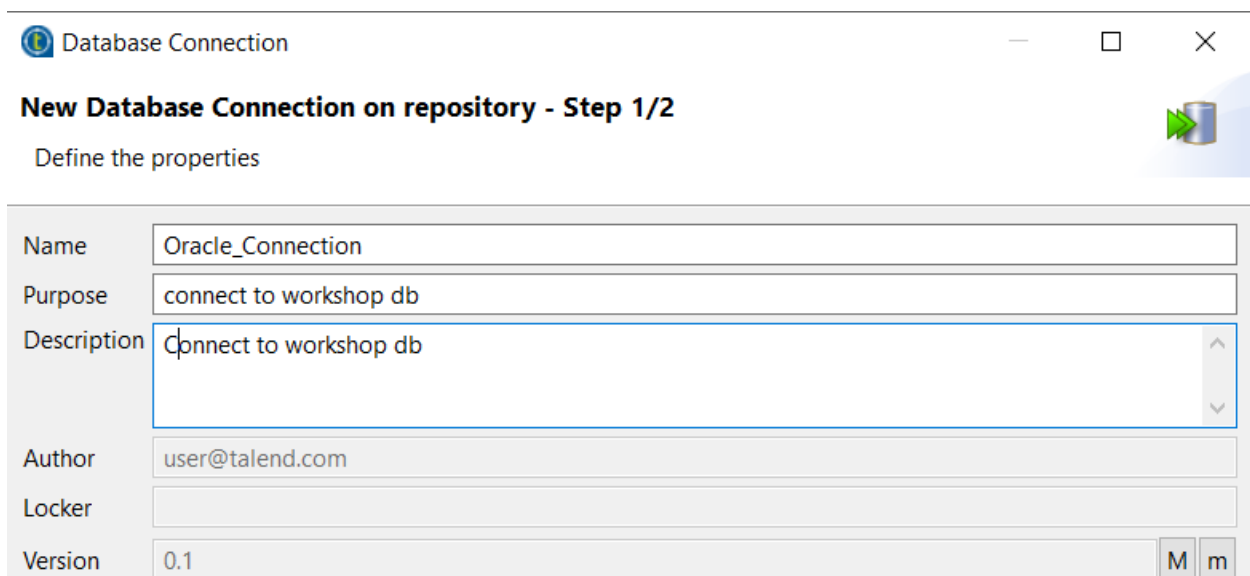 Database Connection
New Database Connection on repository - Step 1/2
Define the properties
Name Oracle_Connection
Purpose connect to workshop db
Description Connect to workshop db
Author user@talend.com
Locker
Version 0.1 M m